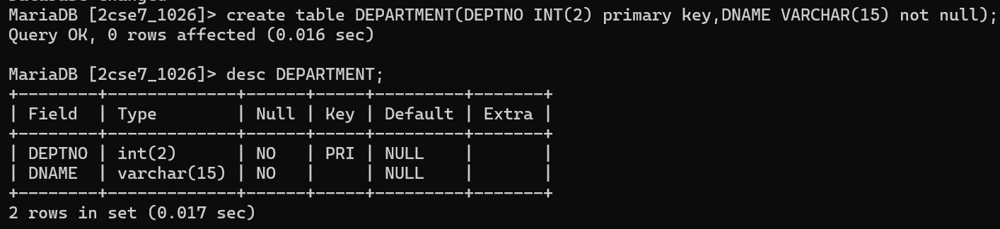 MariaDB [2cse7_1026]> create table DEPARTMENT(DEPTNO INT(2) primary key,DNAME VARCHAR(15) not null);
Query OK, 0 rows affected (0.016 sec)

MariaDB [2cse7_1026]> desc DEPARTMENT;
+--------+-------------+------+-----+---------+-------+
| Field  | Type        | Null | Key | Default | Extra |
+--------+-------------+------+-----+---------+-------+
| DEPTNO | int(2)      | NO   | PRI | NULL    |       |
| DNAME  | varchar(15) | NO   |     | NULL    |       |
+--------+-------------+------+-----+---------+-------+
2 rows in set (0.017 sec)